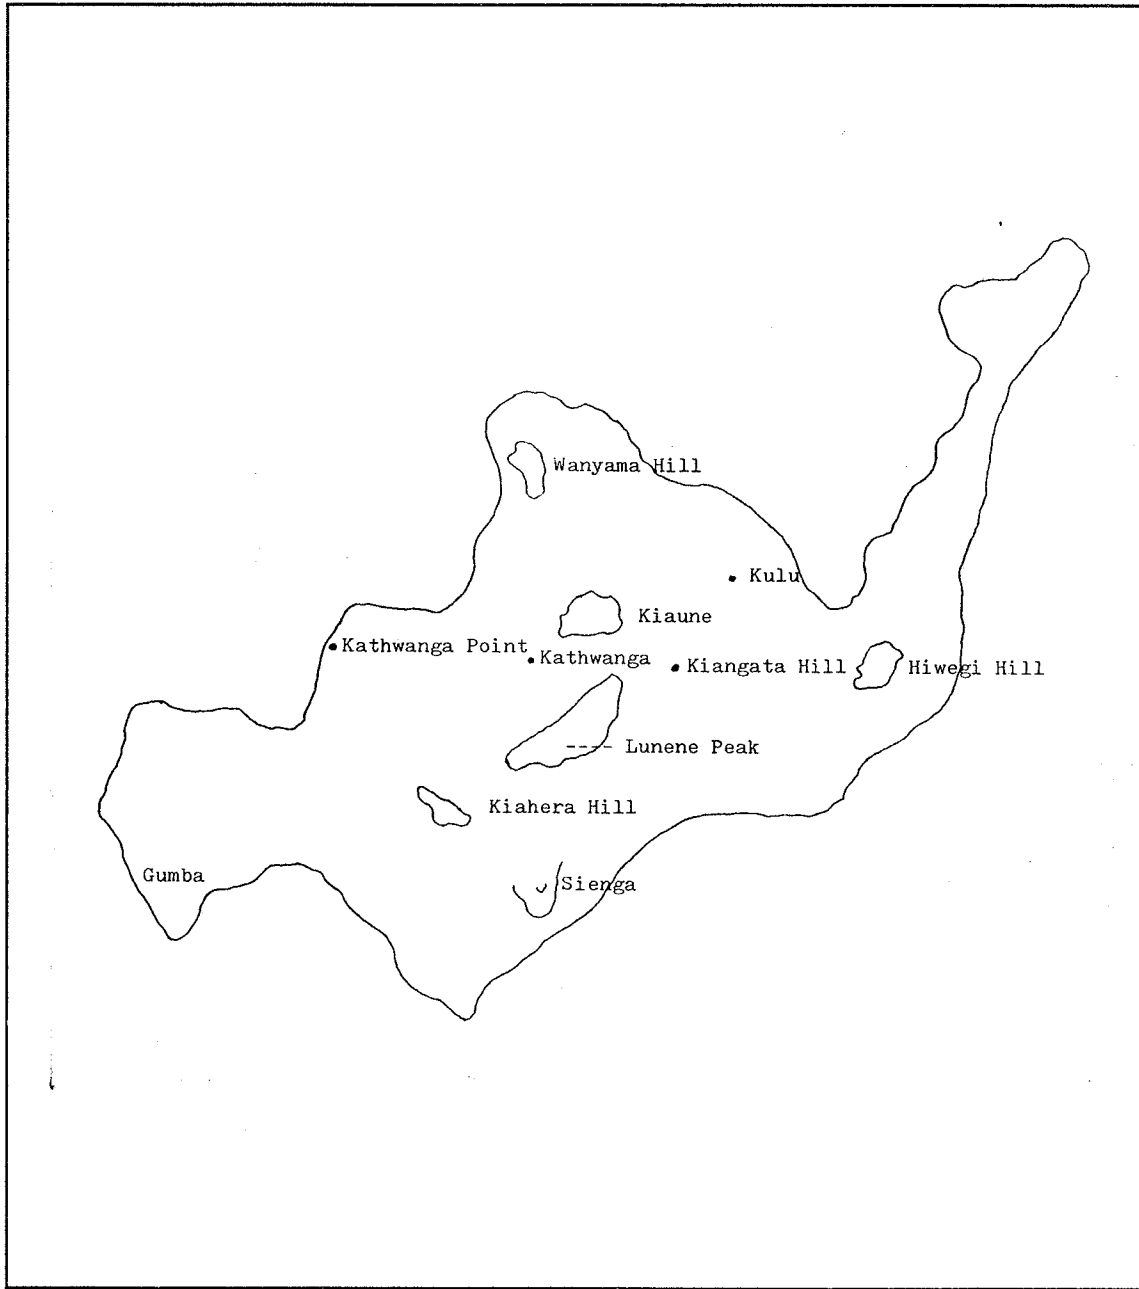 Wanyama Hill
Kulu
Kiaune
Kathwanga Point
Kathwanga
Kiangata Hill
Hiwegi Hill
Lunene Peak
Kiahera Hill
Gumba
Sienga